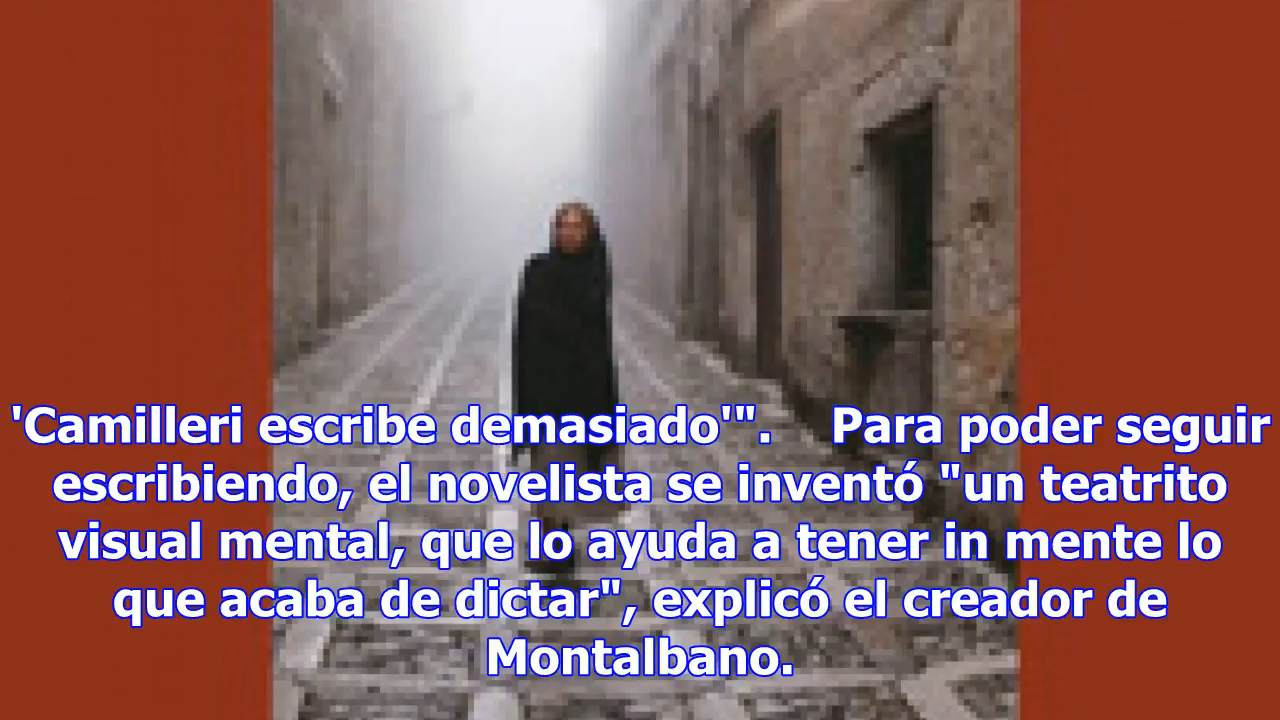 'Camilleri escribe demasiado'". Para poder seguir
escribiendo, el novelista se inventó "un teatrito
visual mental, que lo ayuda a tener in mente lo
que acaba de dictar", explicó el creador de
Montalbano.